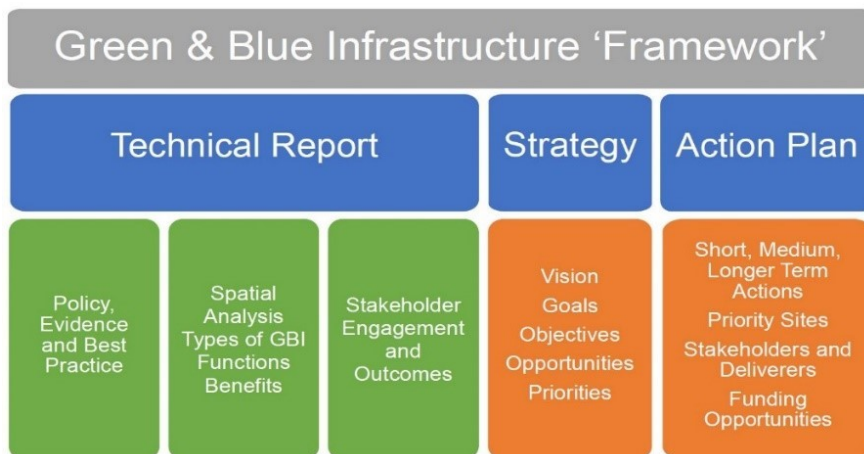 Green & Blue Infrastructure ‘Framework’
Technical Report
Strategy
Action Plan
Policy,
Evidence
and Best
Practice
Spatial
Analysis
Types of GBI
Functions
Benefits
Stakeholder
Engagement
and
Outcomes
Vision
Goals
Objectives
Opportunities
Priorities
Short, Medium,
Longer Term
Actions
Priority Sites
Stakeholders and
Deliverers
Funding
Opportunities